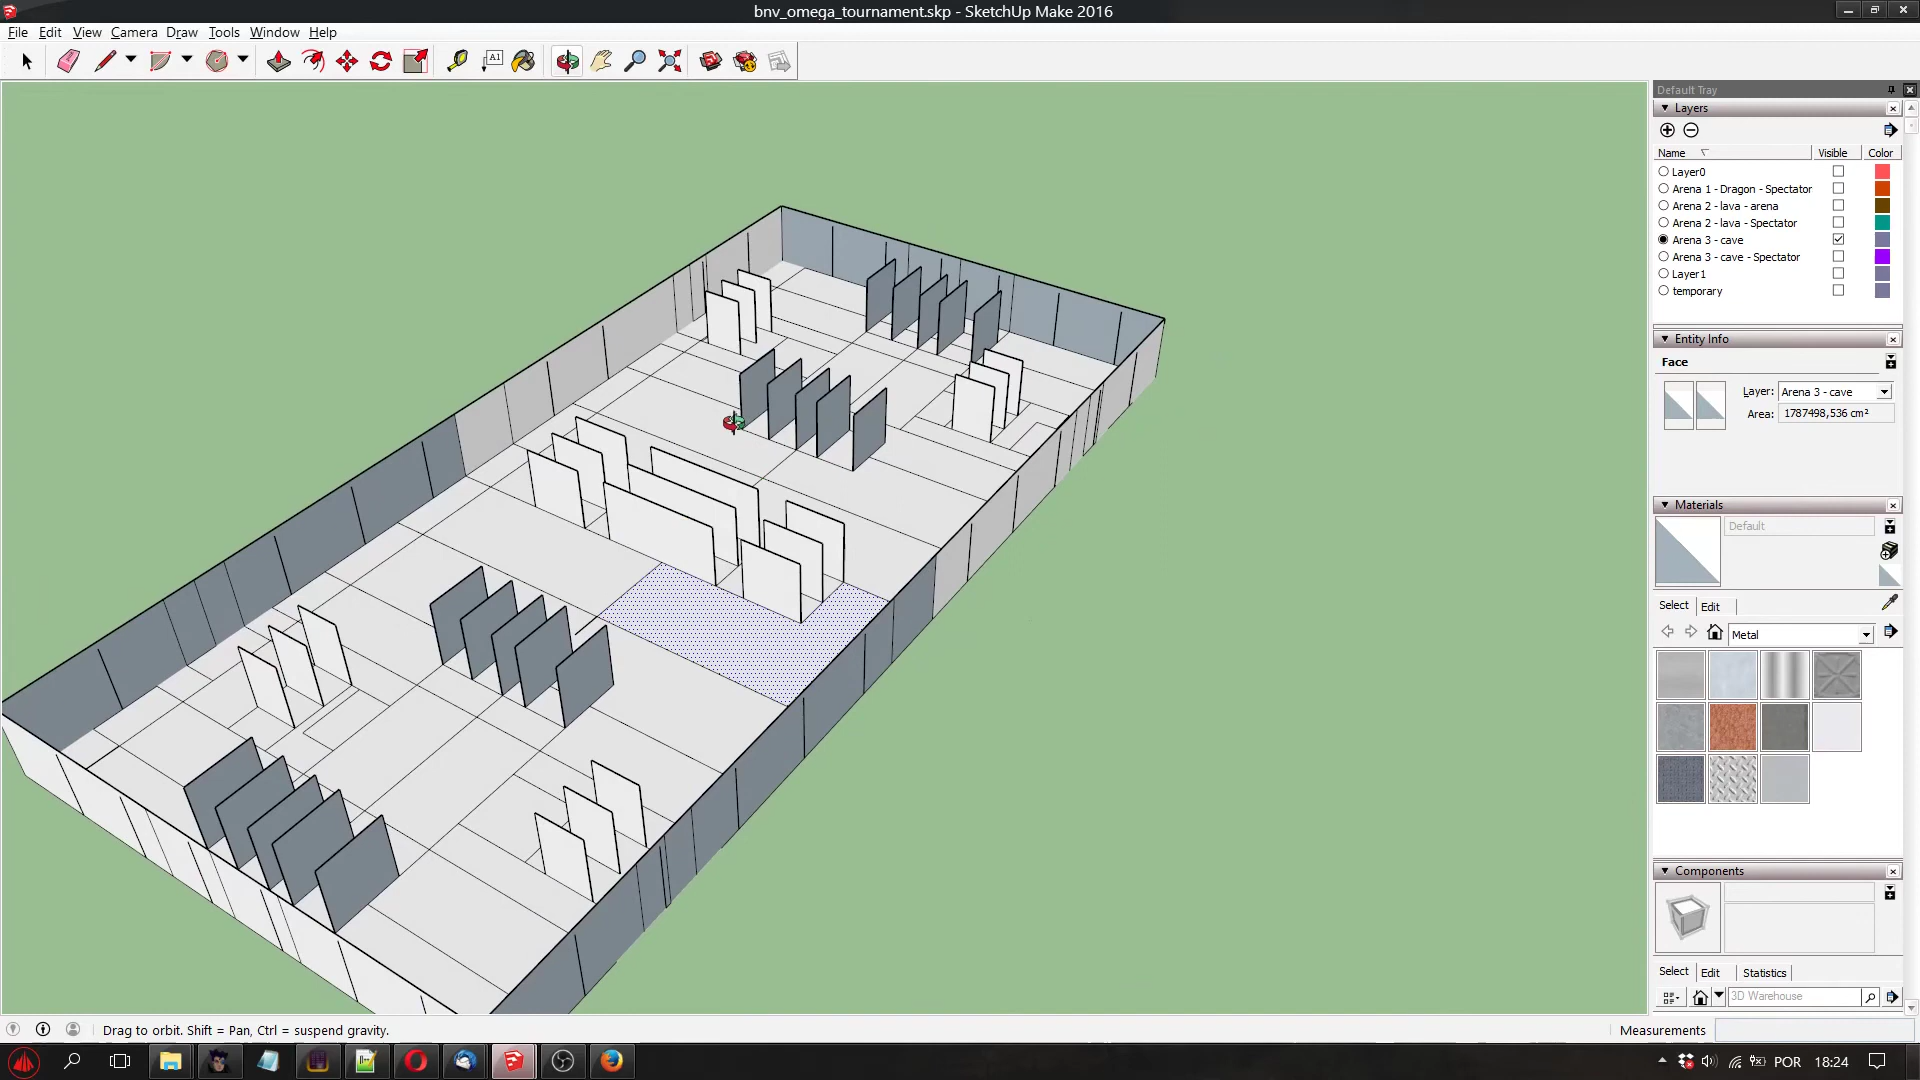 bnv_omega_tournament.skp - SketchUp Make 2016
File Edit View Camera Draw Tools Window Help
A1
Default Tray
Layers
Name Visible Color
Layer0
Arena 1 - Dragon - Spectator
Arena 2 - lava - arena
Arena 2 - lava - Spectator
Arena 3 - cave
Arena 3 - cave - Spectator
Layer1
temporary
Entity Info
Face
Layer: Arena 3 - cave
Area: 1787498,536 cm²
Materials
Default
Select Edit
Metal
Components
Select Edit Statistics
3D Warehouse
Drag to orbit. Shift = Pan, Ctrl = suspend gravity.
Measurements
POR 18:24